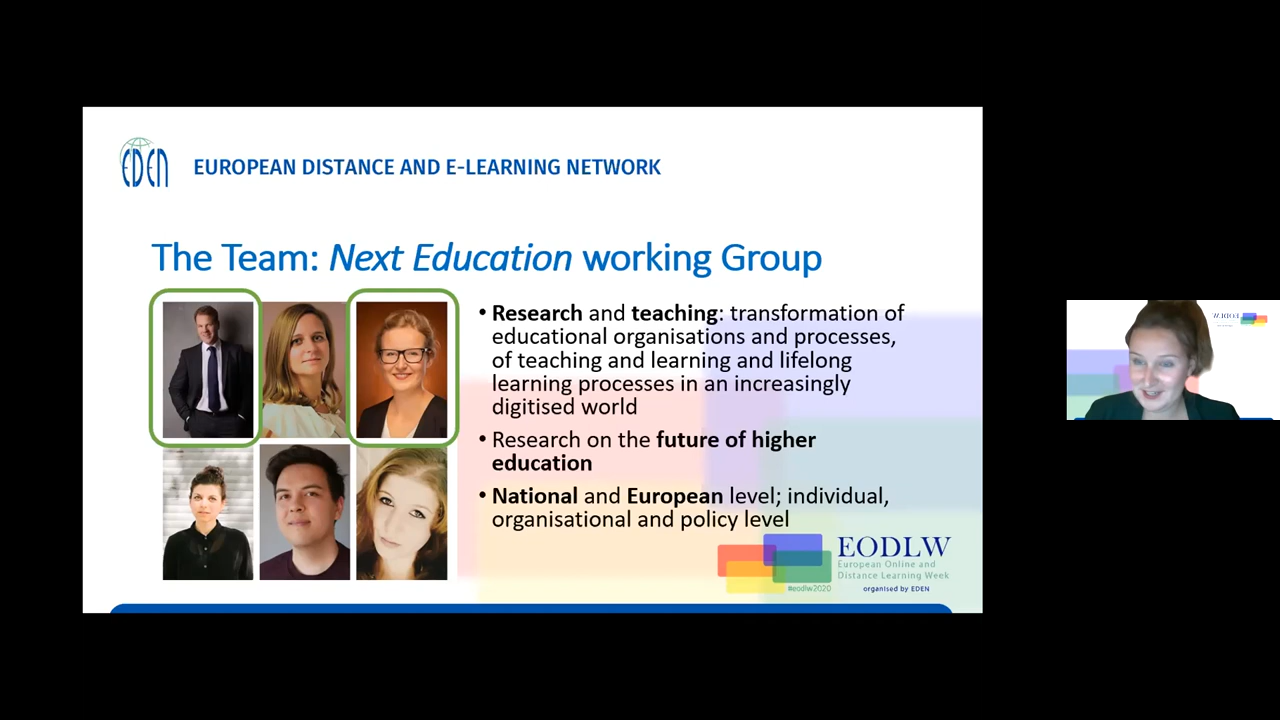 EDEN
EUROPEAN DISTANCE AND E-LEARNING NETWORK
The Team: Next Education working Group
• Research and teaching: transformation of
educational organisations and processes,
of teaching and learning and lifelong
learning processes in an increasingly
digitised world
• Research on the future of higher
education
• National and European level; individual,
organisational and policy level
EODLW
European Online and
Distance Learning Week
#eodlw2020
organised by EDEN